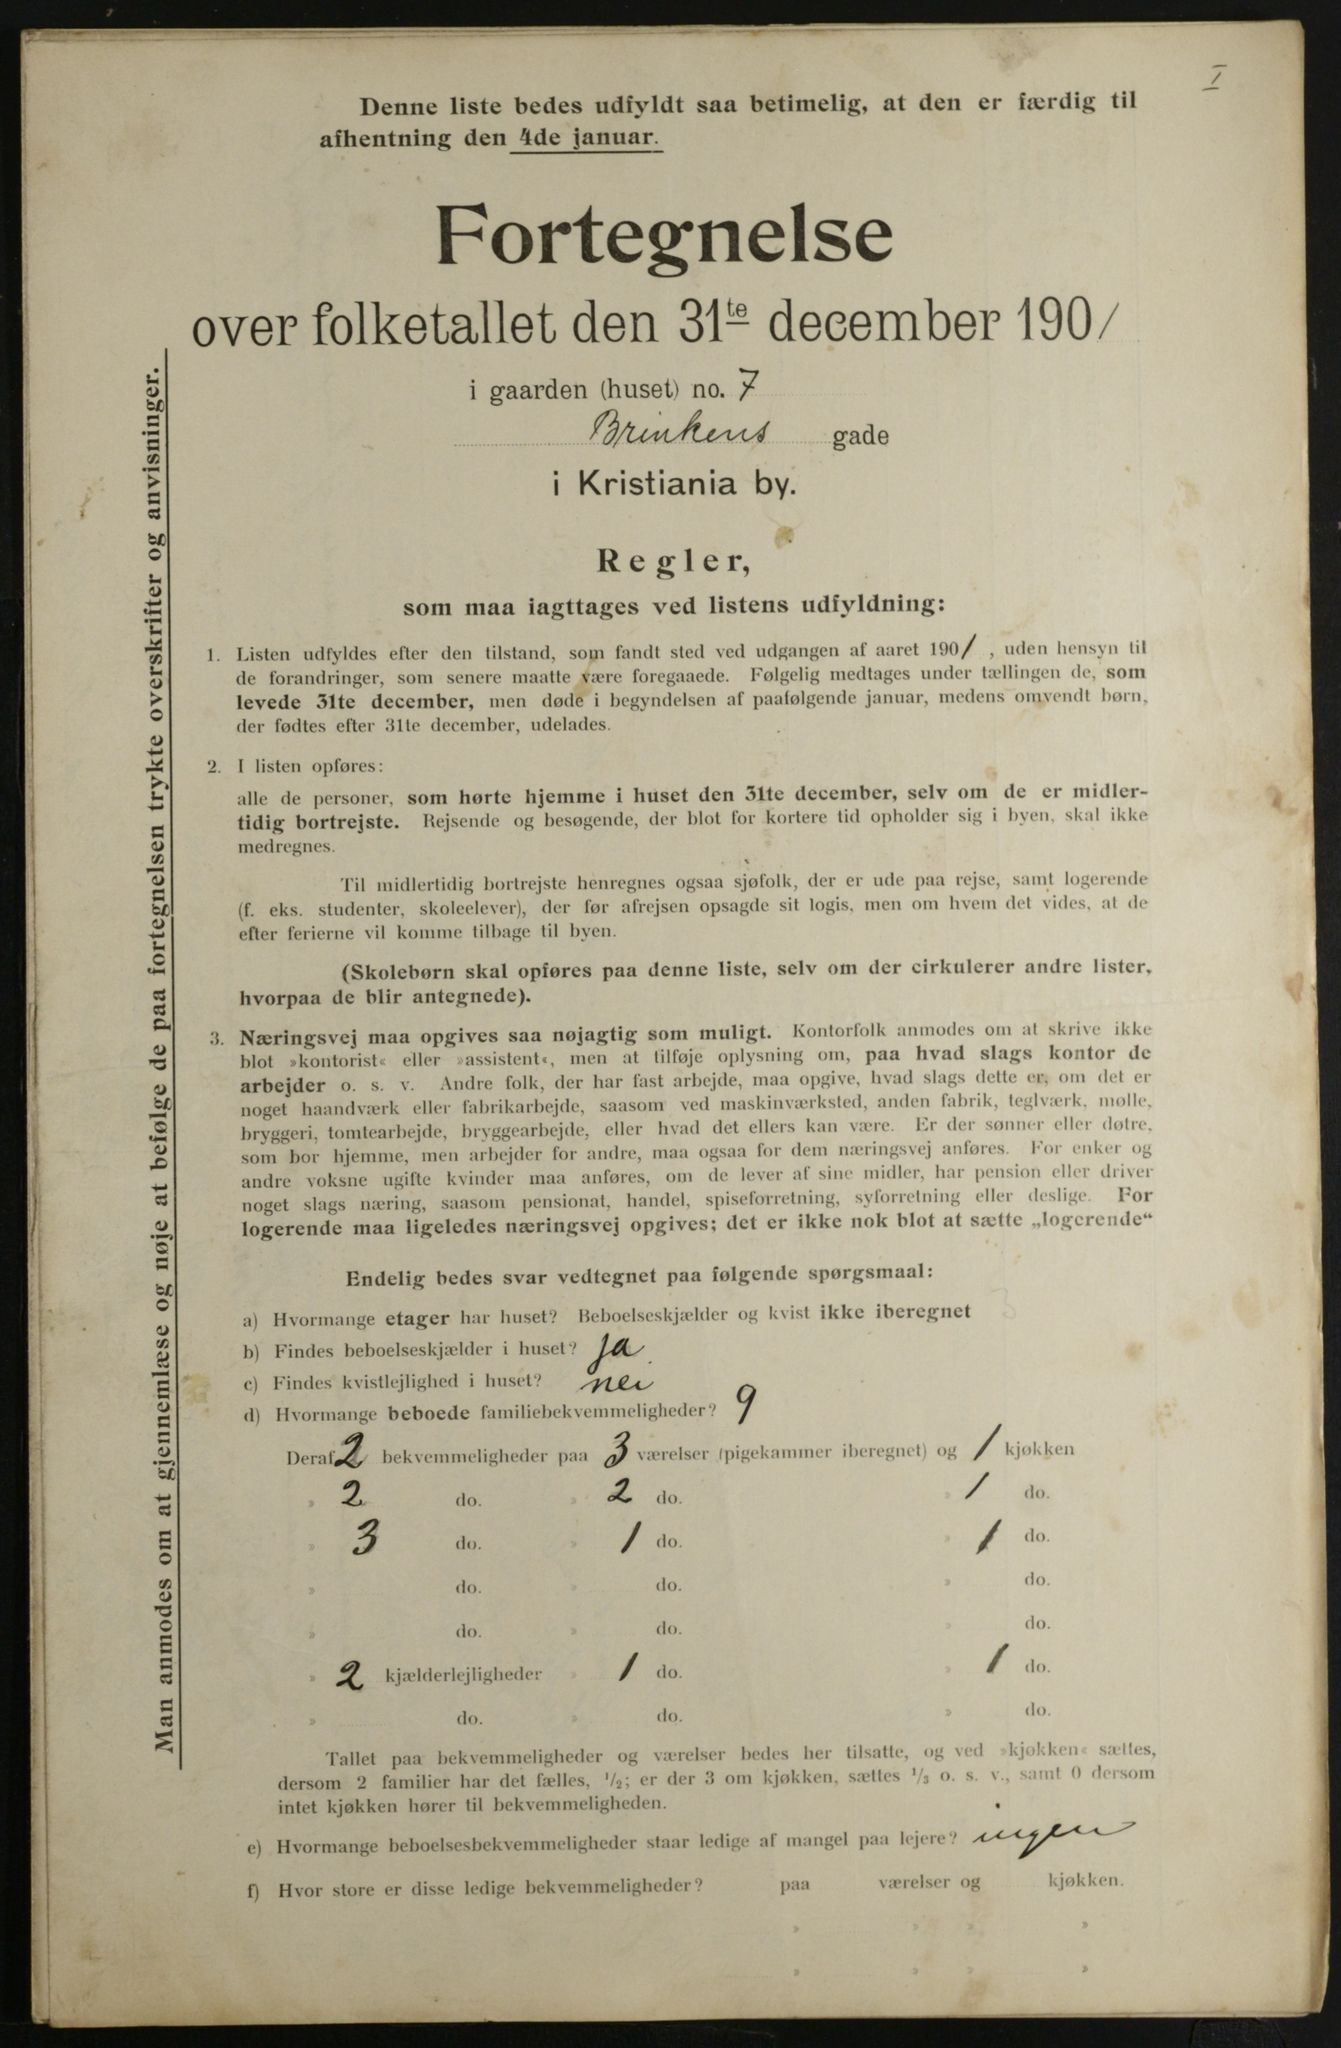 I
Denne liste bedes udfyldt saa betimelig, at den er færdig til
afhentning den 4de januar.
Fortegnelse
over folketallet den 31te december 1901
i gaarden (huset) no. 7
Brinkens gade
i Kristiania by.
Regler,
som maa iagttages ved listens udfyldning:
1. Listen udfyldes efter den tilstand, som fandt sted ved udgangen af aaret 1901, uden hensyn til
de forandringer, som senere maatte være foregaaede. Følgelig medtages under tællingen de, som
levede 31te december, men døde i begyndelsen af paafølgende januar, medens omvendt børn,
der fødtes efter 31te december, udelades.
2. I listen opføres:
alle de personer, som hørte hjemme i huset den 31te december, selv om de er midler-
tidig bortrejste. Rejsende og besøgende, der blot for kortere tid opholder sig i byen, skal ikke
medregnes.
Til midlertidig bortrejste henregnes ogsaa sjøfolk, der er ude paa rejse, samt logerende
(f. eks. studenter, skoleelever), der før afrejsen opsagde sit logis, men om hvem det vides, at de
efter ferierne vil komme tilbage til byen.
(Skolebørn skal opføres paa denne liste, selv om der cirkulerer andre lister,
hvorpaa de blir antegnede).
3. Næringsvej maa opgives saa nøjagtig som muligt. Kontorfolk anmodes om at skrive ikke
blot »kontorist« eller »assistent«, men at tilføje oplysning om, paa hvad slags kontor de
arbejder o. s. v. Andre folk, der har fast arbejde, maa opgive, hvad slags dette er, om det er
noget haandværk eller fabrikarbejde, saasom ved maskinværksted, anden fabrik, teglværk, mølle,
bryggeri, tomtearbejde, bryggearbejde, eller hvad det ellers kan være. Er der sønner eller døtre,
som bor hjemme, men arbejder for andre, maa ogsaa for dem næringsvej anføres. For enker og
andre voksne ugifte kvinder maa anføres, om de lever af sine midler, har pension eller driver
noget slags næring, saasom pensionat, handel, spiseforretning, syforretning eller deslige. For
logerende maa ligeledes næringsvej opgives; det er ikke nok blot at sætte „logerende“
Endelig bedes svar vedtegnet paa følgende spørgsmaal:
a) Hvormange etager har huset? Beboelseskjælder og kvist ikke iberegnet
b) Findes beboelseskjælder i huset? ja
c) Findes kvistlejlighed i huset? nei
d) Hvormange beboede familiebekvemmeligheder? 9
Deraf 2 bekvemmeligheder paa 3 værelser (pigekammer iberegnet) og 1 kjøkken
» 2 do. » 2 do. » 1 do.
» 3 do. » 1 do. » 1 do.
» do. » do. » do.
» do. » do. » do.
» 2 kjælderlejligheder » 1 do. » 1 do.
» do. » do. » do.
Tallet paa bekvemmeligheder og værelser bedes her tilsatte, og ved »kjøkken« sættes,
dersom 2 familier har det fælles, 1/2; er der 3 om kjøkken, sættes 1/3 o. s. v., samt 0 dersom
intet kjøkken hører til bekvemmeligheden.
e) Hvormange beboelsesbekvemmeligheder staar ledige af mangel paa lejere? ingen
f) Hvor store er disse ledige bekvemmeligheder? paa værelser og kjøkken.
» » » »
» » » »
Man anmodes om at gjennemlæse og nøje at befølge de paa fortegnelsen trykte overskrifter og anvisninger.